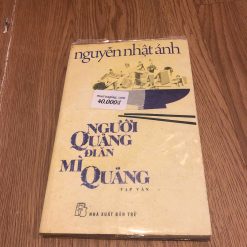 nguyễn nhật ánh
40.000đ
NGƯỜI
QUẢNG
ĐI ĂN
MÌ QUẢNG
TẠP VĂN
NHÀ XUẤT BẢN TRẺ